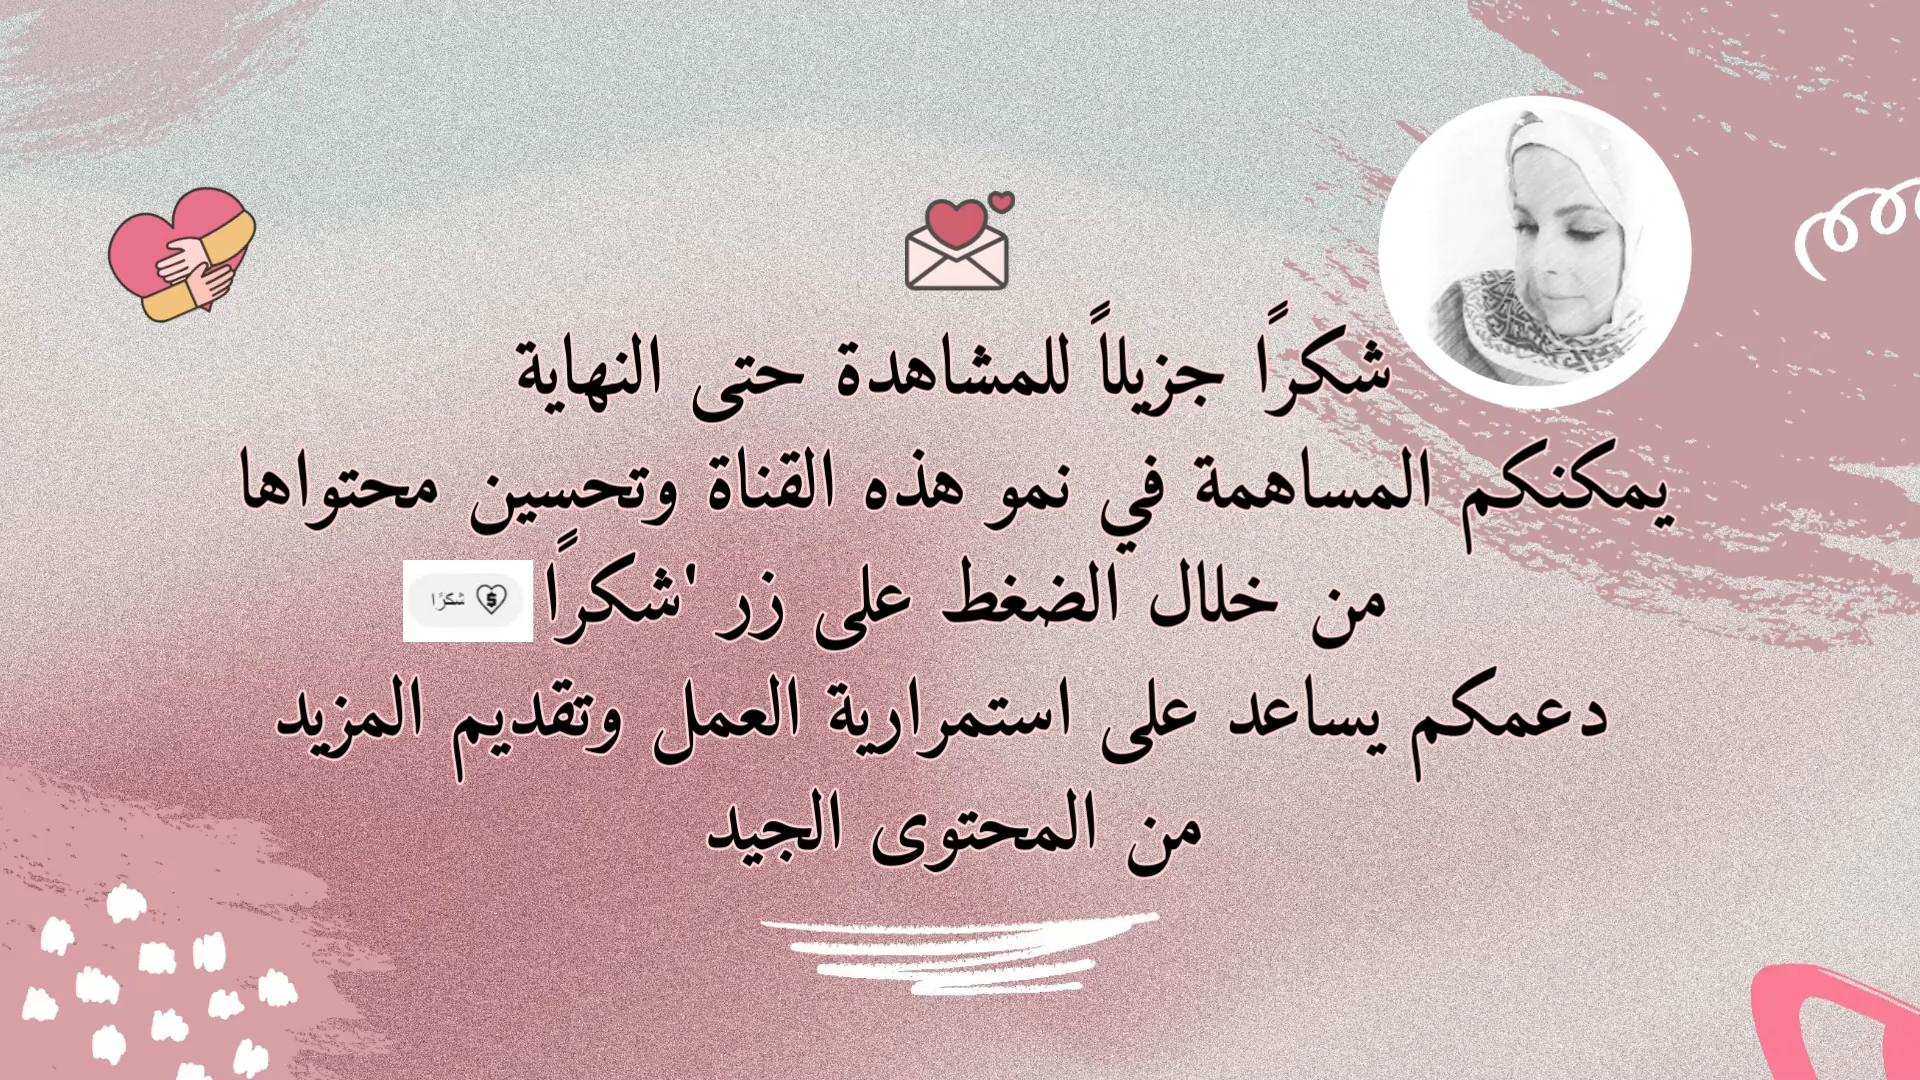 شكرًا جزيلاً للمشاهدة حتى النهاية
يمكنكم المساهمة في نمو هذه القناة وتحسين محتواها
من خلال الضغط على زر 'شكرًا
شكرًا
دعمكم يساعد على استمرارية العمل وتقديم المزيد
من المحتوى الجيد